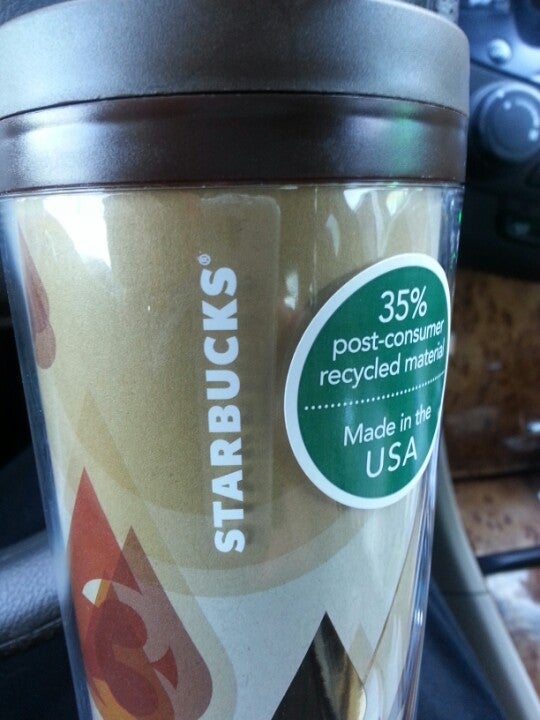 STARBUCKS®
35%
post-consumer
recycled material
Made in the
USA